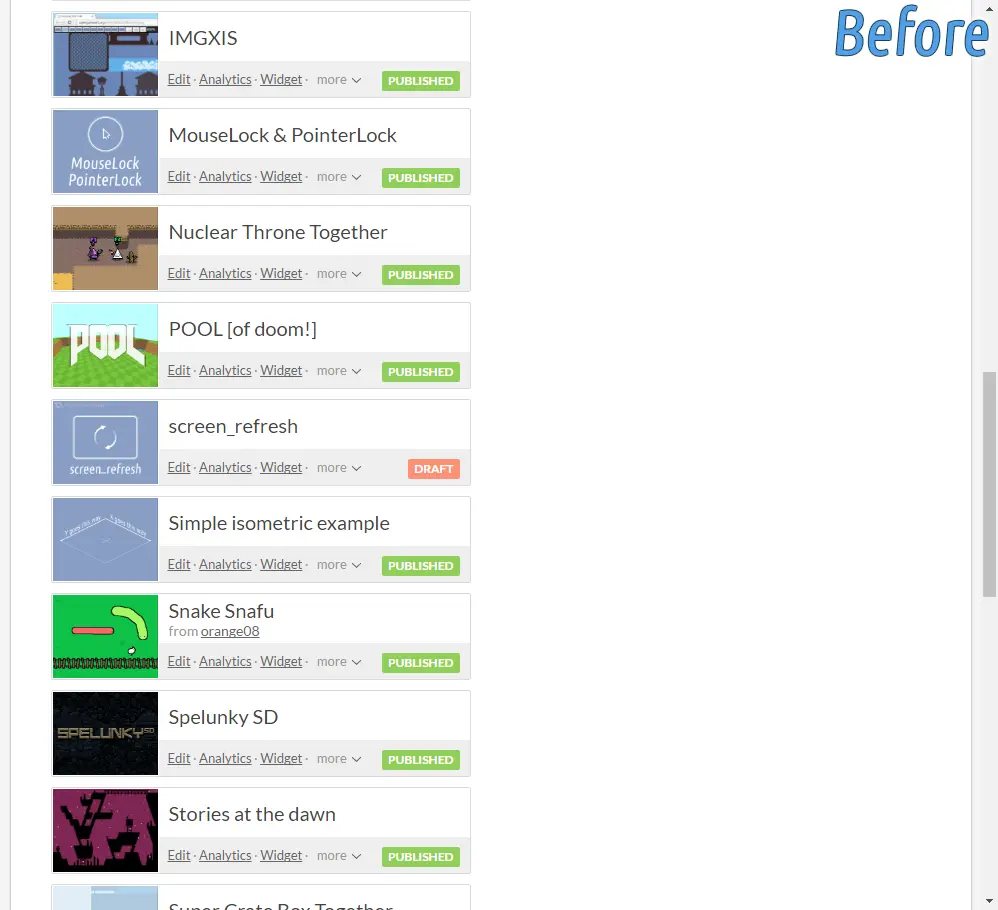 Before
IMGXIS
Edit · Analytics · Widget · more PUBLISHED
MouseLock
PointerLock
MouseLock & PointerLock
Edit · Analytics · Widget · more PUBLISHED
Nuclear Throne Together
Edit · Analytics · Widget · more PUBLISHED
POOL
POOL [of doom!]
Edit · Analytics · Widget · more PUBLISHED
screen_refresh
screen_refresh
Edit · Analytics · Widget · more DRAFT
Simple isometric example
Edit · Analytics · Widget · more PUBLISHED
Snake Snafu
from orange08
Edit · Analytics · Widget · more PUBLISHED
SPELUNKY SD
Spelunky SD
Edit · Analytics · Widget · more PUBLISHED
Stories at the dawn
Edit · Analytics · Widget · more PUBLISHED
Super Crate Box Together